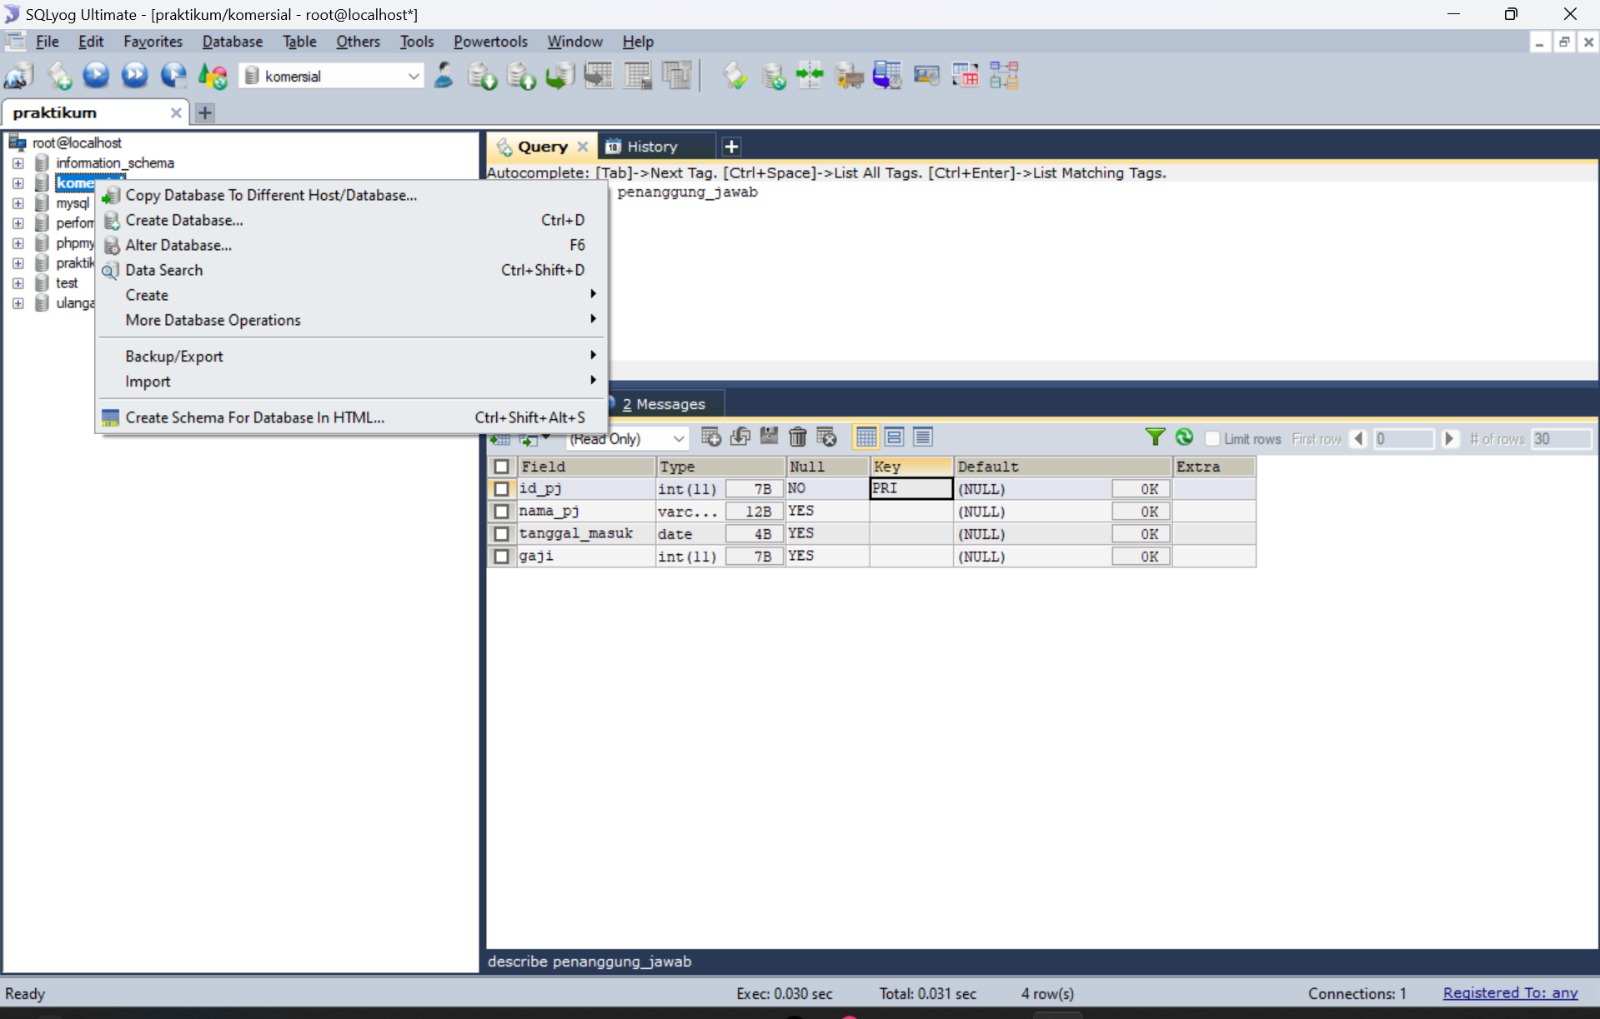 SQLyog Ultimate - [praktikum/komersial - root@localhost*]
File Edit Favorites Database Table Others Tools Powertools Window Help
komersial
praktikum
root@localhost
information_schema
mysql
test
Copy Database To Different Host/Database...
Create Database... Ctrl+D
Alter Database... F6
Data Search Ctrl+Shift+D
Create
More Database Operations
Backup/Export
Import
Create Schema For Database In HTML... Ctrl+Shift+Alt+S
Query History
Autocomplete: [Tab]->Next Tag. [Ctrl+Space]->List All Tags. [Ctrl+Enter]->List Matching Tags.
penanggung_jawab
2 Messages
(Read Only) Limit rows First row 0 # of rows 30
Field Type Null Key Default Extra
id_pj int(11) 7B NO PRI (NULL) 0K
nama_pj varc... 12B YES (NULL) 0K
tanggal_masuk date 4B YES (NULL) 0K
gaji int(11) 7B YES (NULL) 0K
describe penanggung_jawab
Ready Exec: 0.030 sec Total: 0.031 sec 4 row(s) Connections: 1 Registered To: any